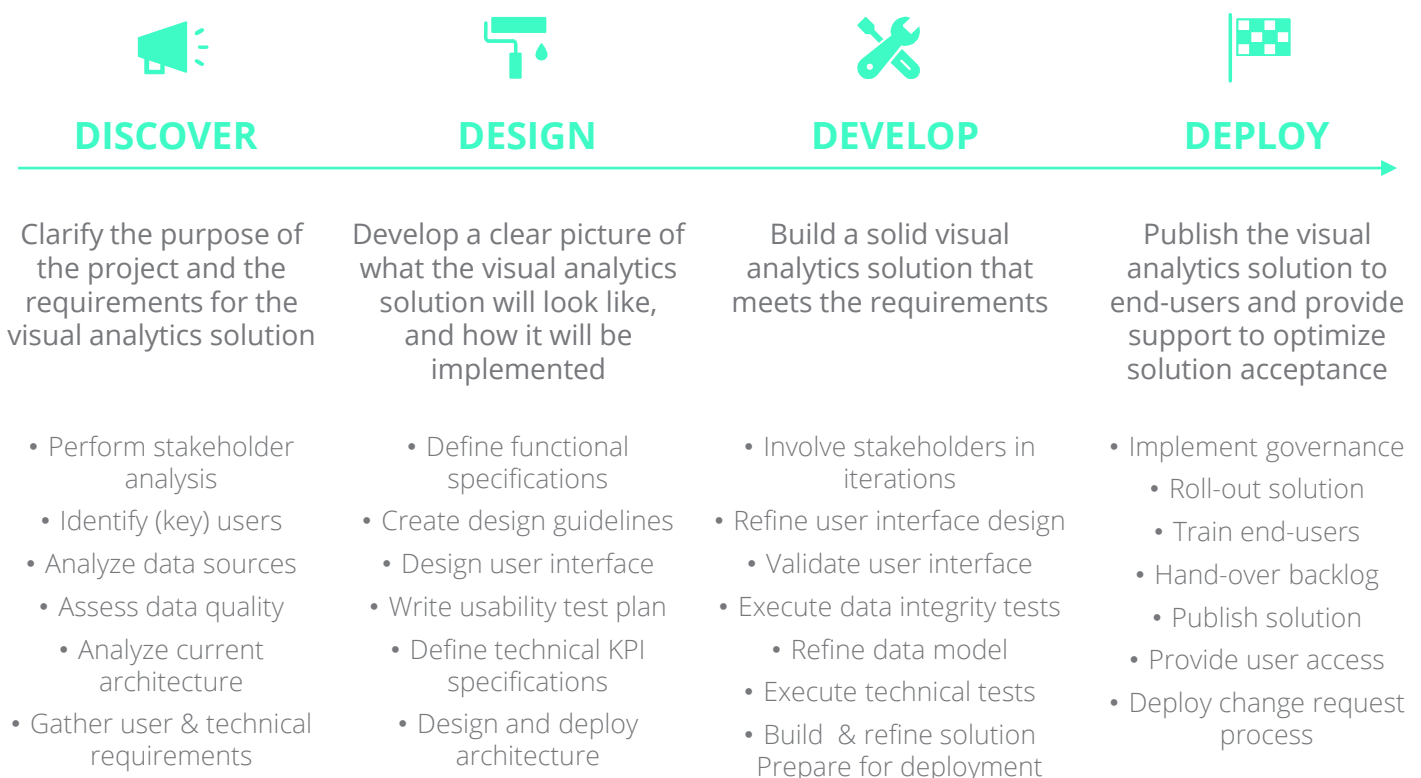 DISCOVER
DESIGN
DEVELOP
DEPLOY
Clarify the purpose of
the project and the
requirements for the
visual analytics solution
Develop a clear picture of
what the visual analytics
solution will look like,
and how it will be
implemented
Build a solid visual
analytics solution that
meets the requirements
Publish the visual
analytics solution to
end-users and provide
support to optimize
solution acceptance
• Perform stakeholder
analysis
• Identify (key) users
• Analyze data sources
• Assess data quality
• Analyze current
architecture
• Gather user & technical
requirements
• Define functional
specifications
• Create design guidelines
• Design user interface
• Write usability test plan
• Define technical KPI
specifications
• Design and deploy
architecture
• Involve stakeholders in
iterations
• Refine user interface design
• Validate user interface
• Execute data integrity tests
• Refine data model
• Execute technical tests
• Build  & refine solution
Prepare for deployment
• Implement governance
• Roll-out solution
• Train end-users
• Hand-over backlog
• Publish solution
• Provide user access
• Deploy change request
process